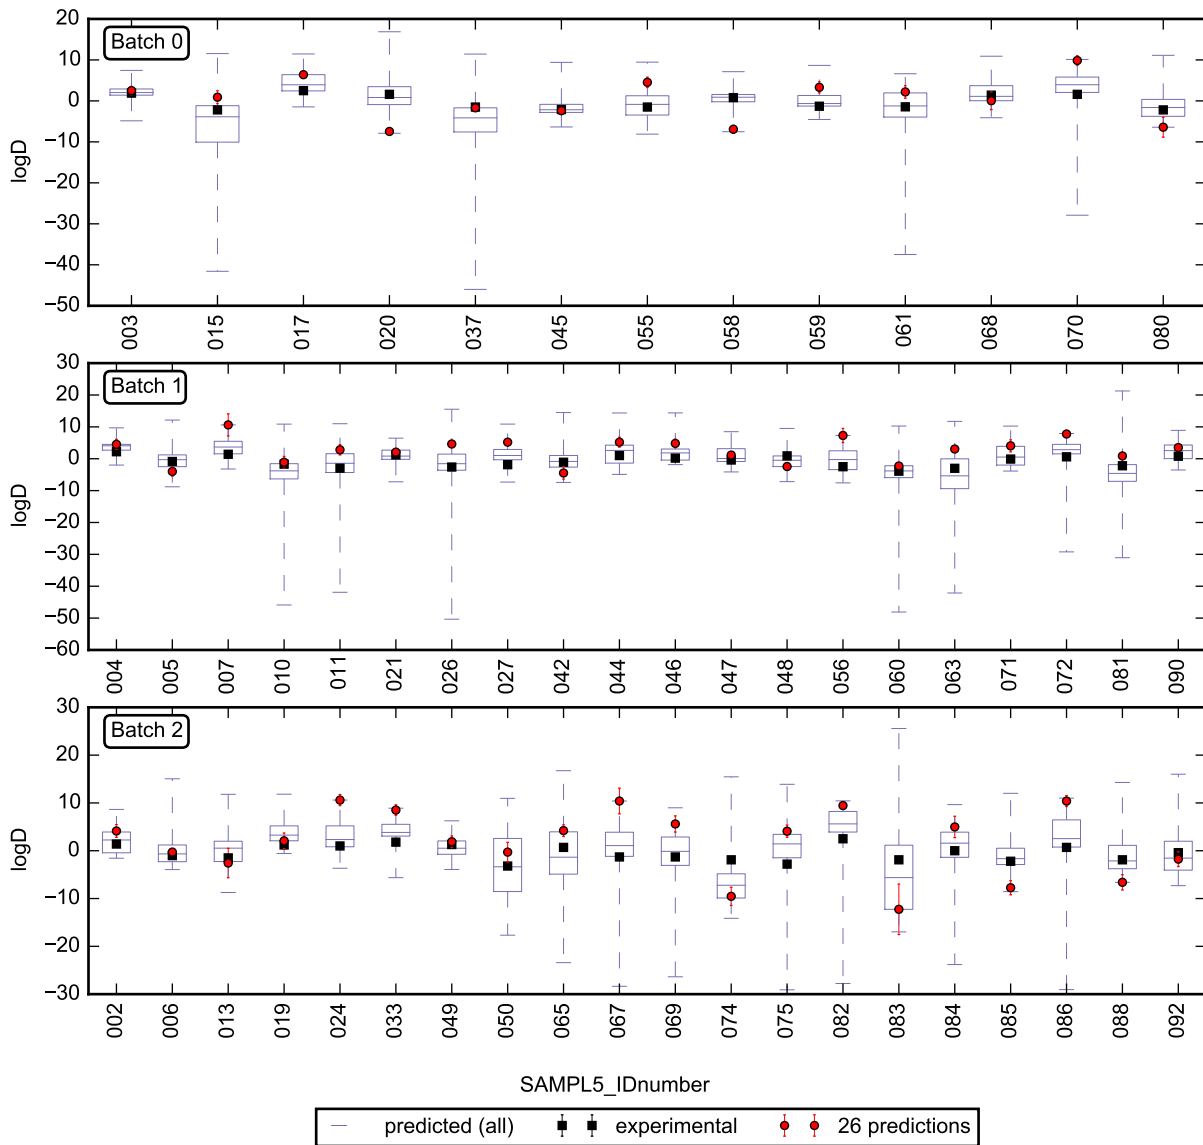 20
10
0
−10
−20
−30
−40
−50
logD
Batch 0
003 015 017 020 037 045 055 058 059 061 068 070 080
30
20
10
0
−10
−20
−30
−40
−50
−60
logD
Batch 1
004 005 007 010 011 021 026 027 042 044 046 047 048 056 060 063 071 072 081 090
30
20
10
0
−10
−20
−30
logD
Batch 2
002 006 013 019 024 033 049 050 065 067 069 074 075 082 083 084 085 086 088 092
SAMPL5_IDnumber
predicted (all) experimental 26 predictions